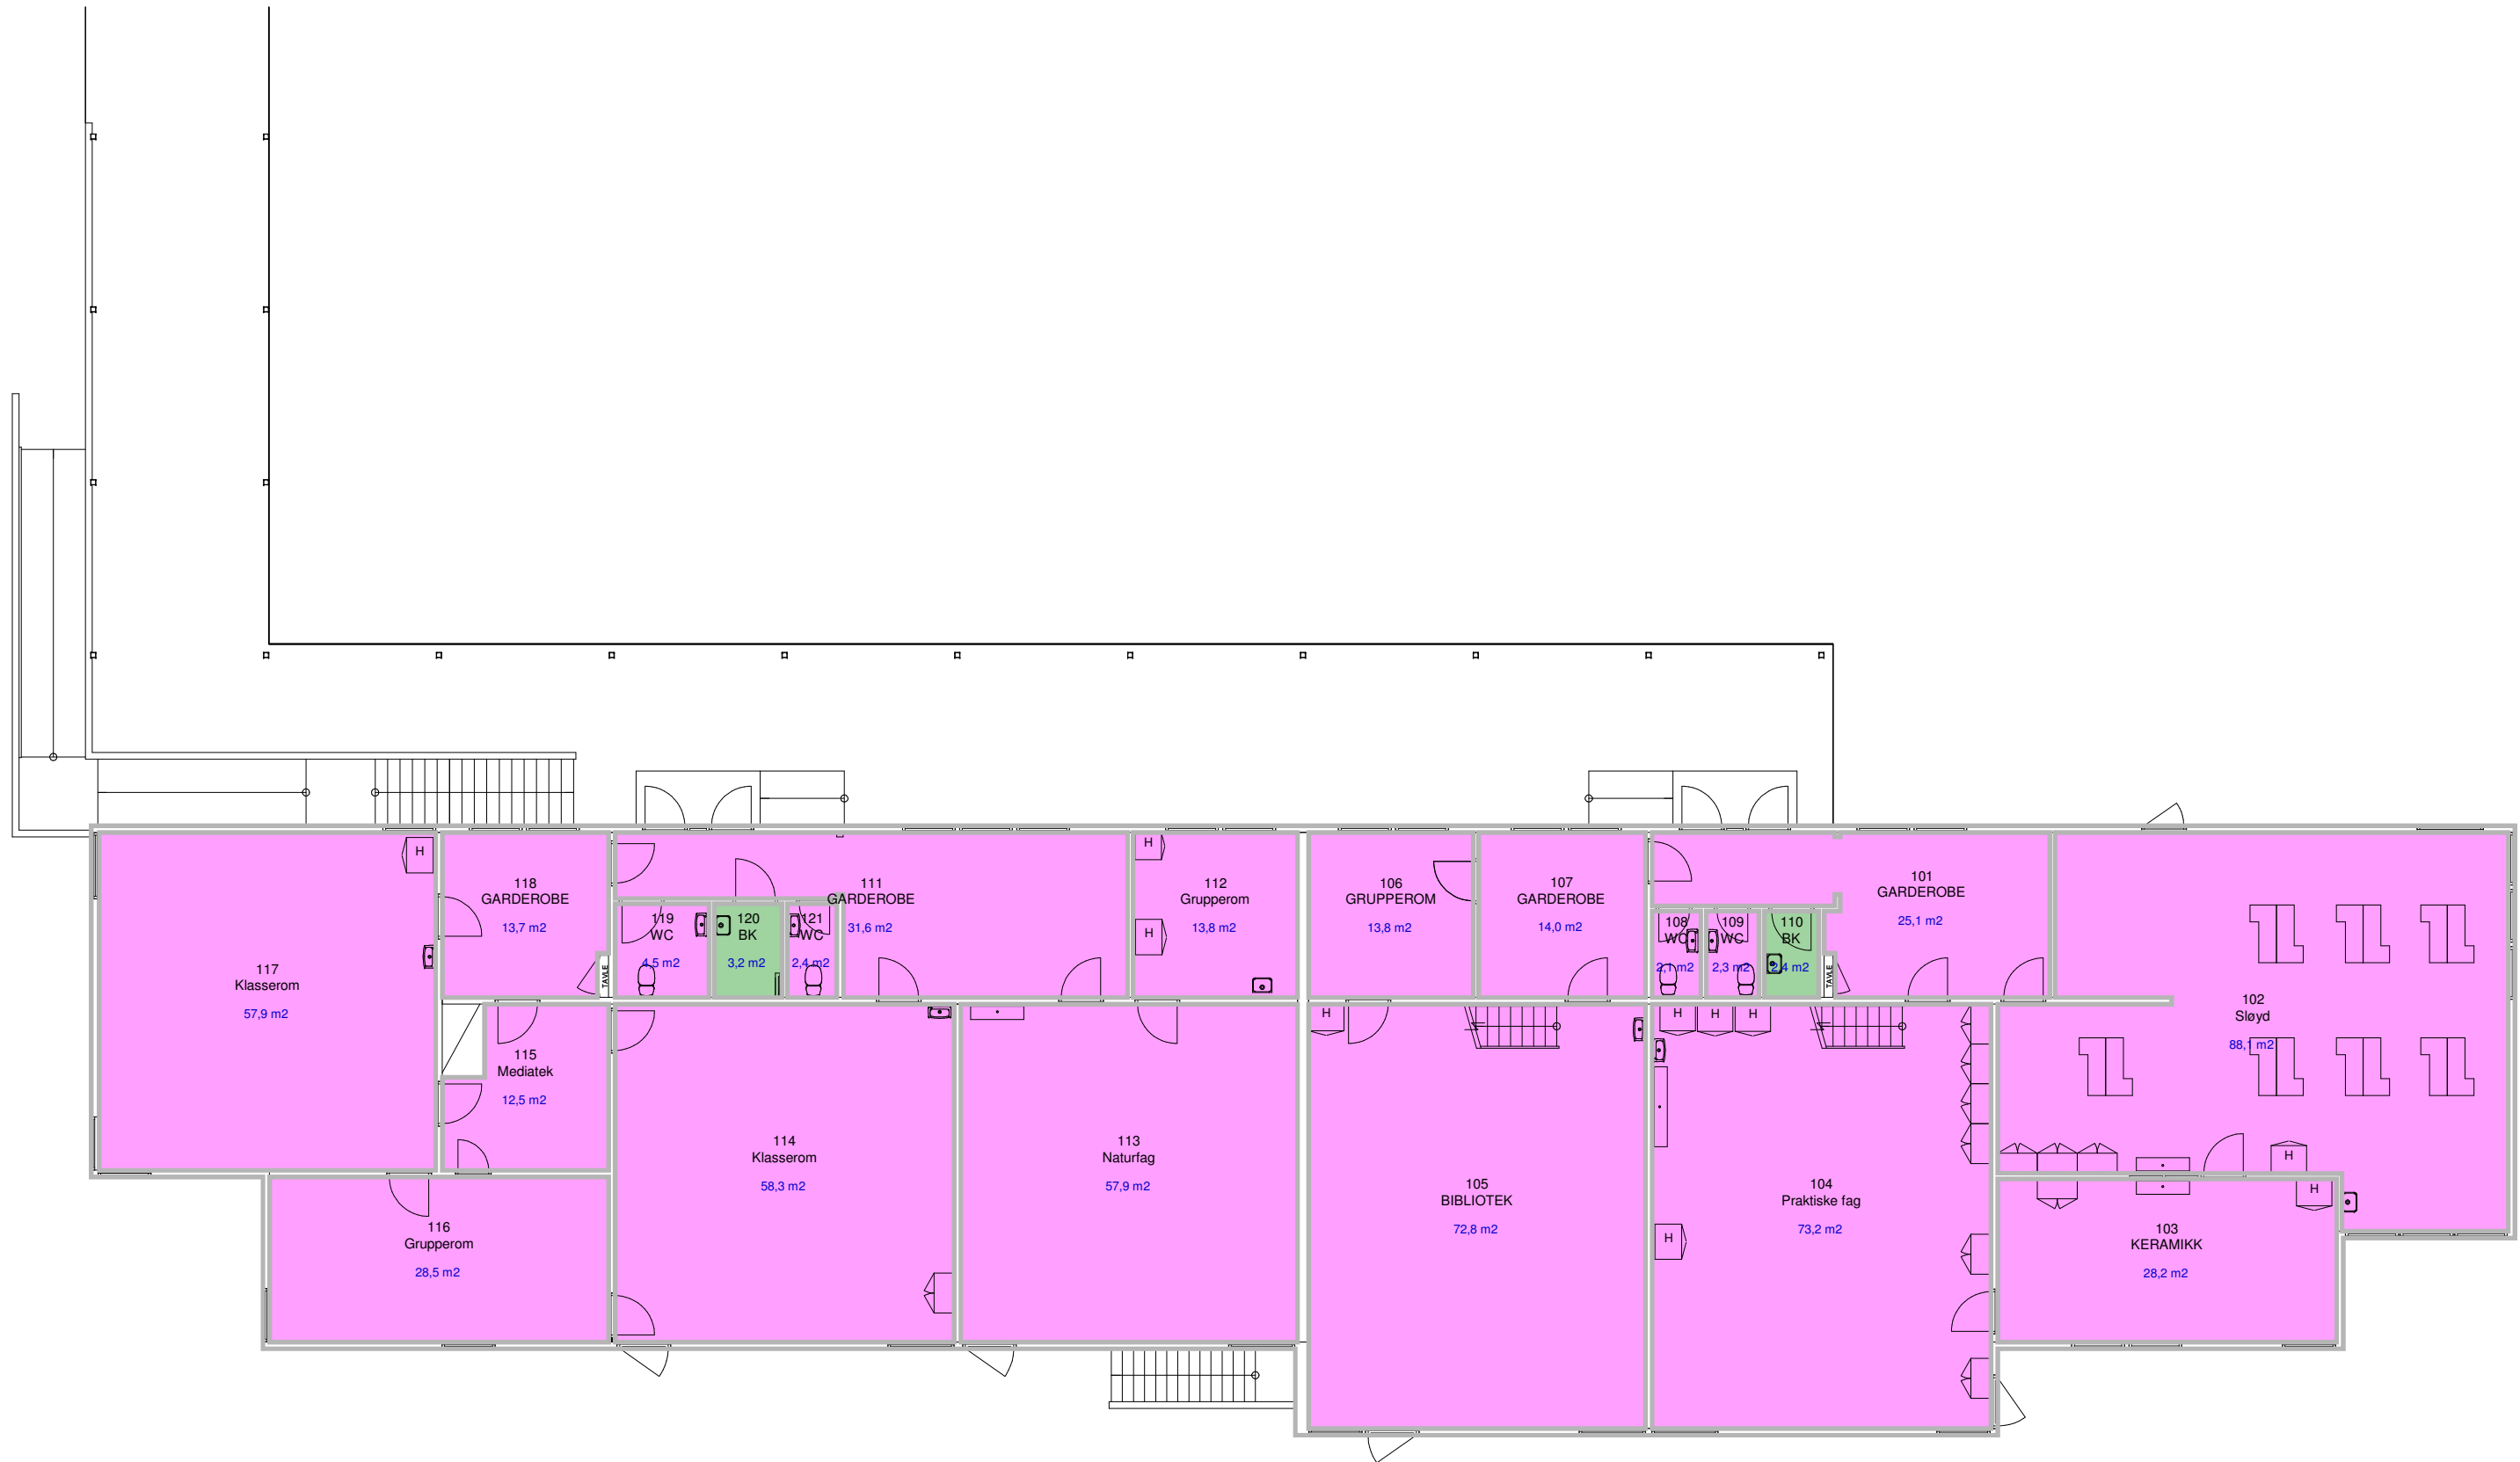 H
117
Klasserom
57,9 m2
118
GARDEROBE
13,7 m2
TAVLE
119
WC
4,5 m2
120
BK
3,2 m2
121
WC
2,4 m2
111
GARDEROBE
31,6 m2
H
H
112
Grupperom
13,8 m2
106
GRUPPEROM
13,8 m2
107
GARDEROBE
14,0 m2
108
WC
2,1 m2
109
WC
2,3 m2
110
BK
2,4 m2
TAVLE
101
GARDEROBE
25,1 m2
102
Sløyd
88,1 m2
115
Mediatek
12,5 m2
116
Grupperom
28,5 m2
114
Klasserom
58,3 m2
113
Naturfag
57,9 m2
H
105
BIBLIOTEK
72,8 m2
H
H
H
H
104
Praktiske fag
73,2 m2
H
H
103
KERAMIKK
28,2 m2